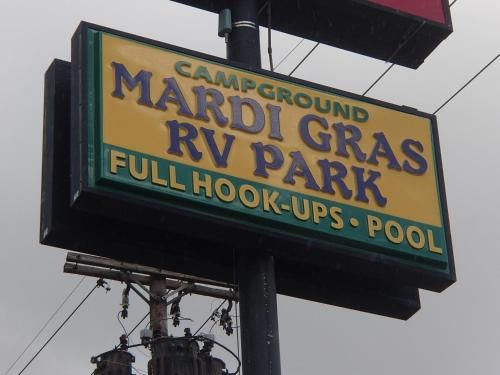 CAMPGROUND
MARDI GRAS
RV PARK
FULL HOOK-UPS • POOL